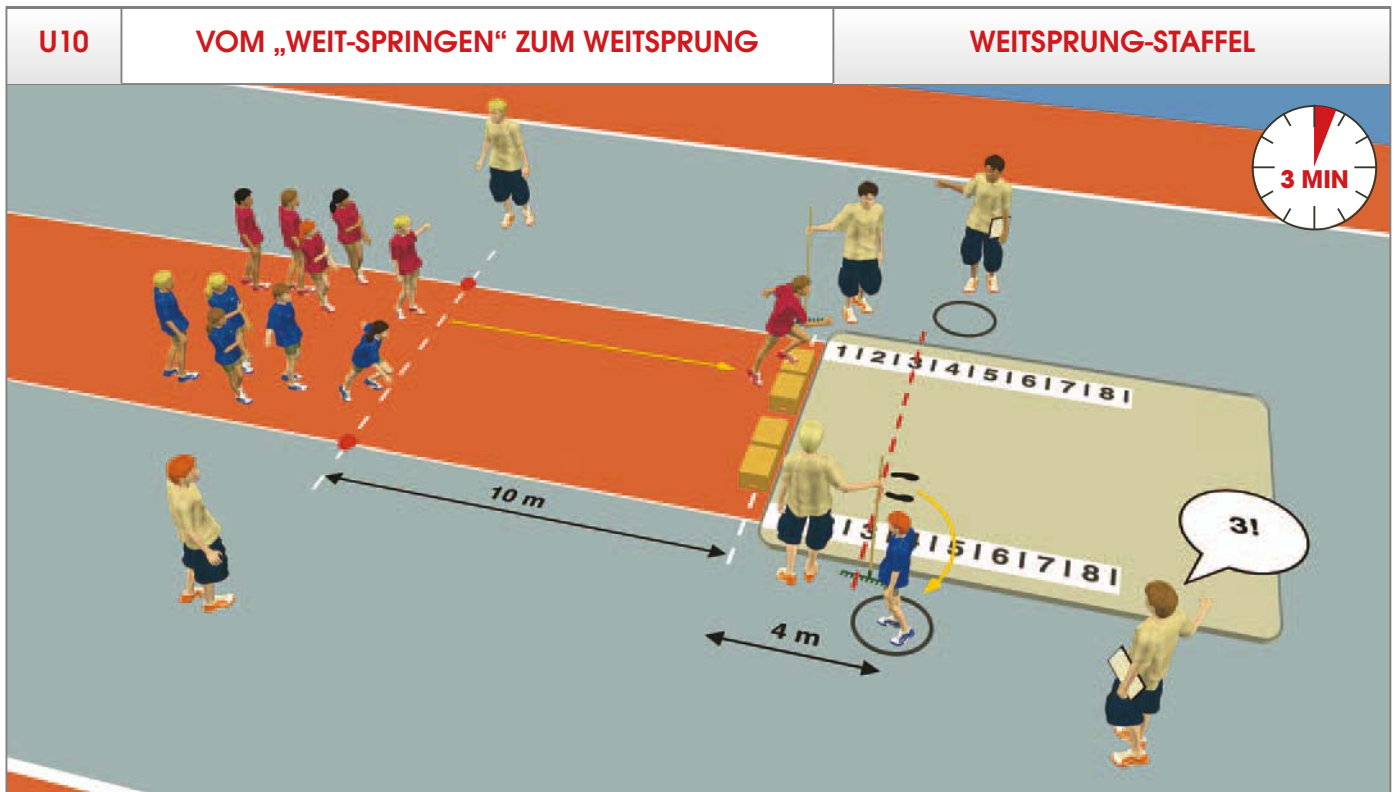 U10
VOM „WEIT-SPRINGEN“ ZUM WEITSPRUNG
WEITSPRUNG-STAFFEL
3 MIN
1 | 2 | 3 | 4 | 5 | 6 | 7 | 8 |
10 m
| 3 | | 5 | 6 | 7 | 8 |
3!
4 m